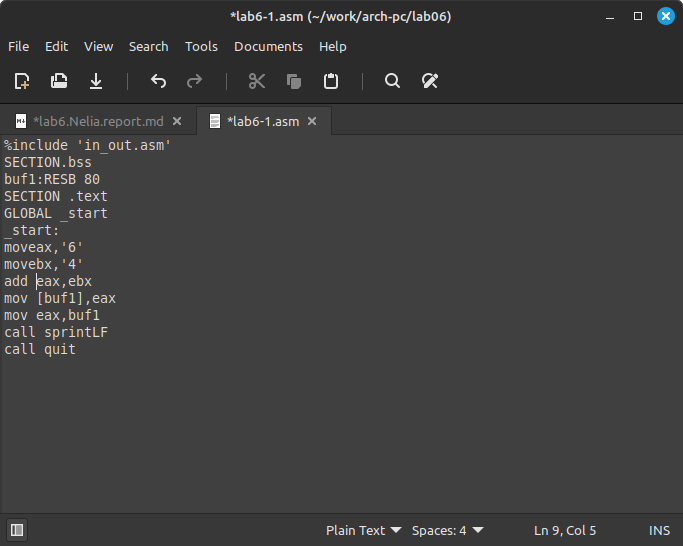 *lab6-1.asm (~/work/arch-pc/lab06)
File Edit View Search Tools Documents Help
*lab6.Nelia.report.md *lab6-1.asm
%include 'in_out.asm'
SECTION.bss
buf1:RESB 80
SECTION .text
GLOBAL _start
_start:
moveax,'6'
movebx,'4'
add eax,ebx
mov [buf1],eax
mov eax,buf1
call sprintLF
call quit
Plain Text Spaces: 4 Ln 9, Col 5 INS